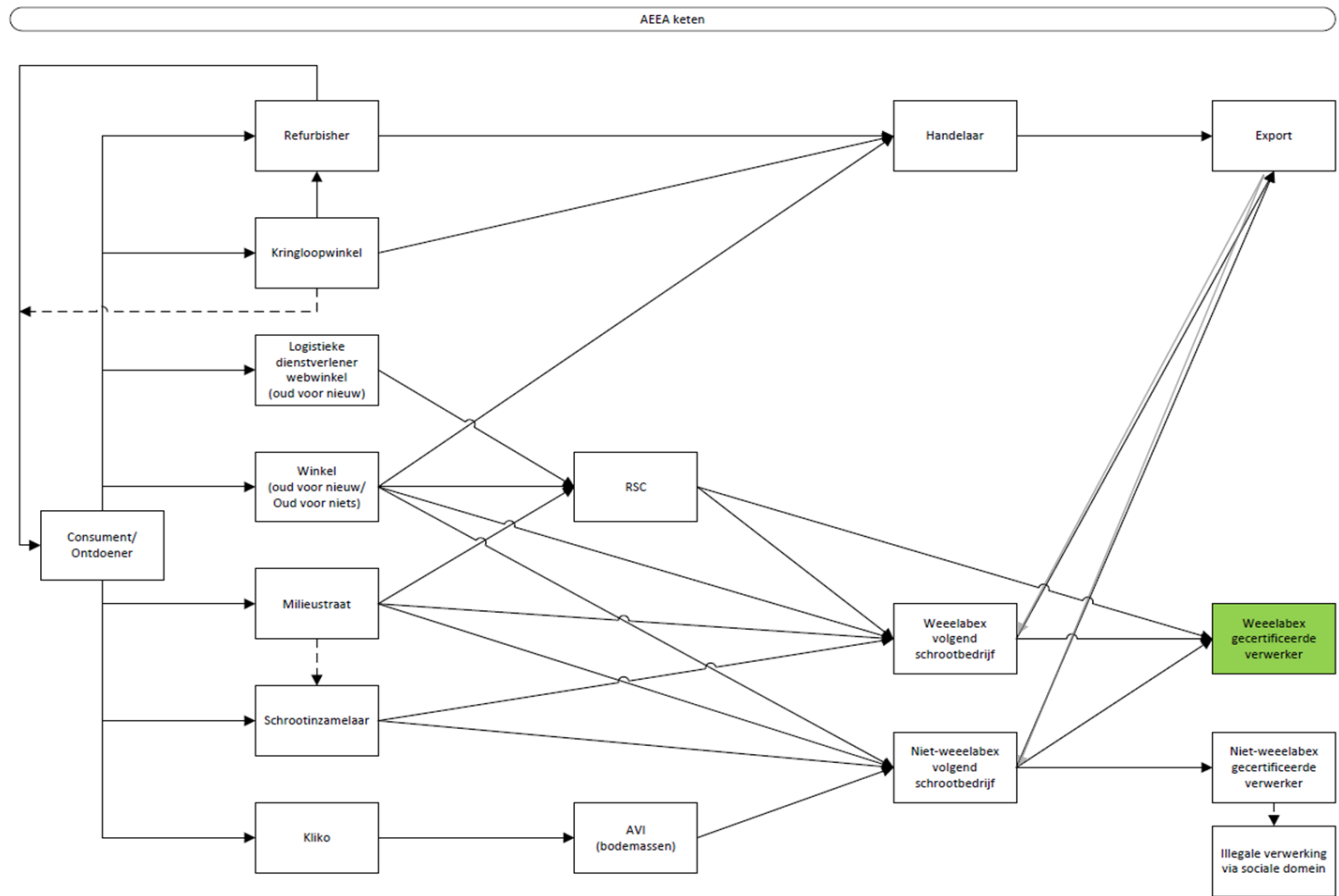 AEEA keten
Refurbisher
Handelaar
Export
Kringloopwinkel
Logistieke
dienstverlener
webwinkel
(oud voor nieuw)
Winkel
(oud voor nieuw/
Oud voor niets)
RSC
Consument/
Ontdoener
Milieustraat
Weeelabex
volgend
schrootbedrijf
Weeelabex
gecertificeerde
verwerker
Schrootinzamelaar
Niet-weeelabex
volgend
schrootbedrijf
Niet-weeelabex
gecertificeerde
verwerker
Kliko
AVI
(bodemassen)
Illegale verwerking
via sociale domein